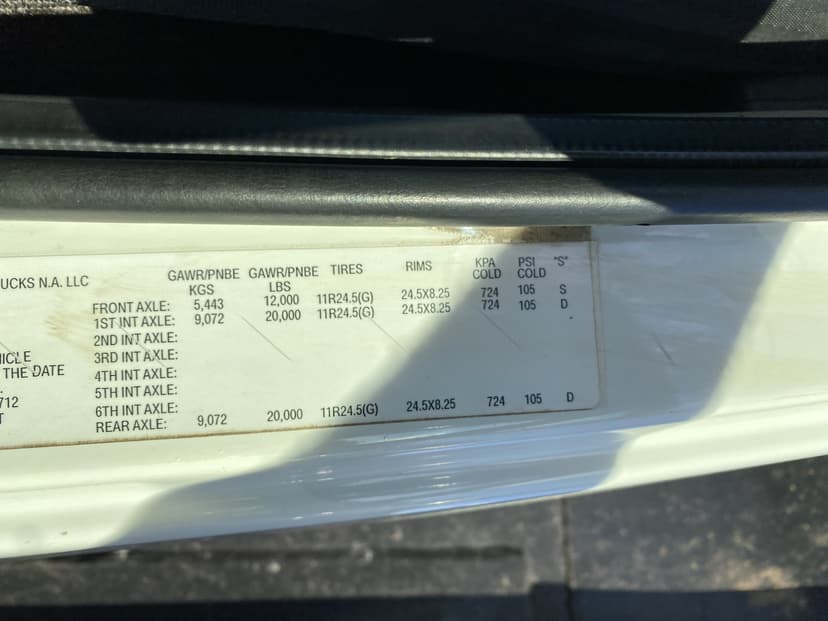 UCKS N.A. LLC
GAWR/PNBE KGS GAWR/PNBE LBS TIRES RIMS KPA COLD PSI COLD "S"
FRONT AXLE: 5,443 12,000 11R24.5(G) 24.5X8.25 724 105 S
1ST INT AXLE: 9,072 20,000 11R24.5(G) 24.5X8.25 724 105 D
2ND INT AXLE: -
3RD INT AXLE:
4TH INT AXLE:
5TH INT AXLE:
6TH INT AXLE:
REAR AXLE: 9,072 20,000 11R24.5(G) 24.5X8.25 724 105 D
HICLE
THE DATE
712
T